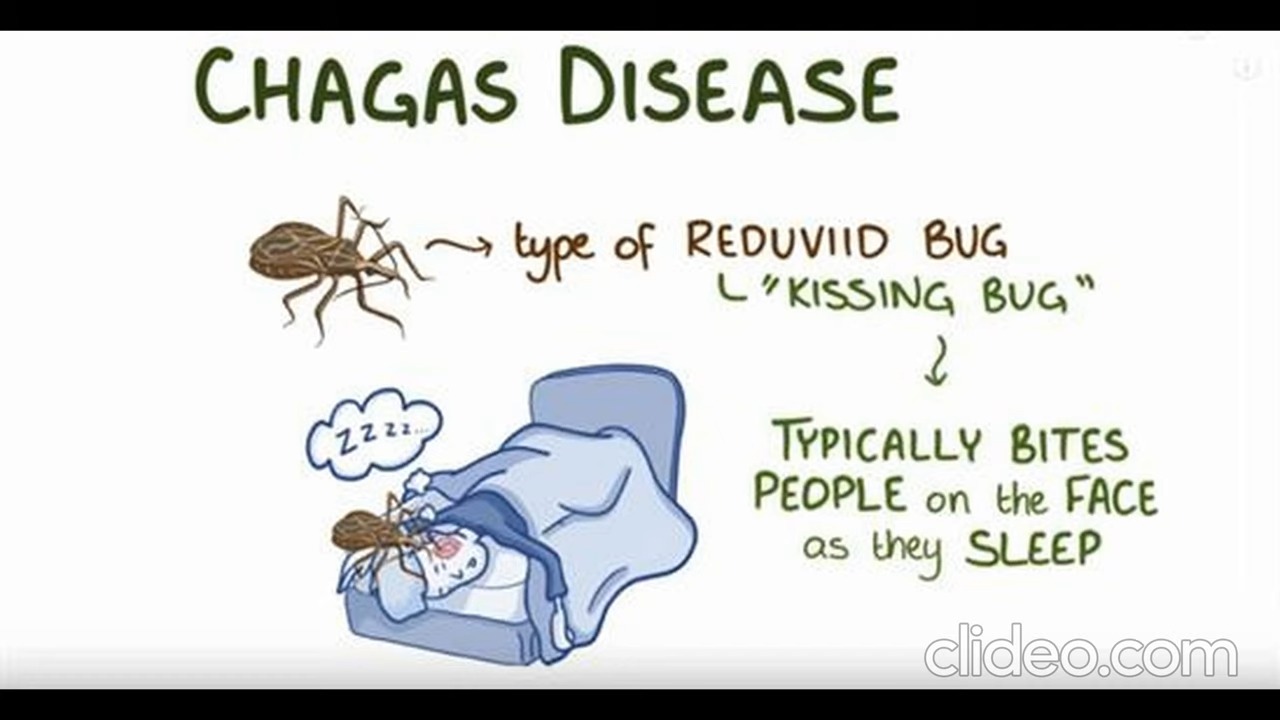 CHAGAS DISEASE
type of REDUVIID BUG
"KISSING BUG"
ZZZZ...
TYPICALLY BITES
PEOPLE on the FACE
as they SLEEP
clideo.com